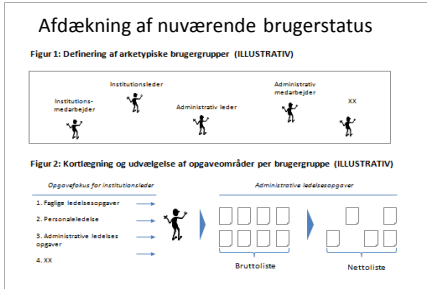 Afdækning af nuværende brugerstatus
Figur 1: Definering af arketypiske brugergrupper (ILLUSTRATIV)
Institutionsleder
Administrativ
medarbejder
Institutions-
medarbejder
Administrativ leder
XX
Figur 2: Kortlægning og udvælgelse af opgaveområder per brugergruppe (ILLUSTRATIV)
Opgavefokus for institutionsleder
Administrative ledelsesopgaver
1. Faglige ledelsesopgaver
2. Personaleledelse
3. Administrative ledelses
opgaver
4. XX
Bruttoliste
Nettoliste